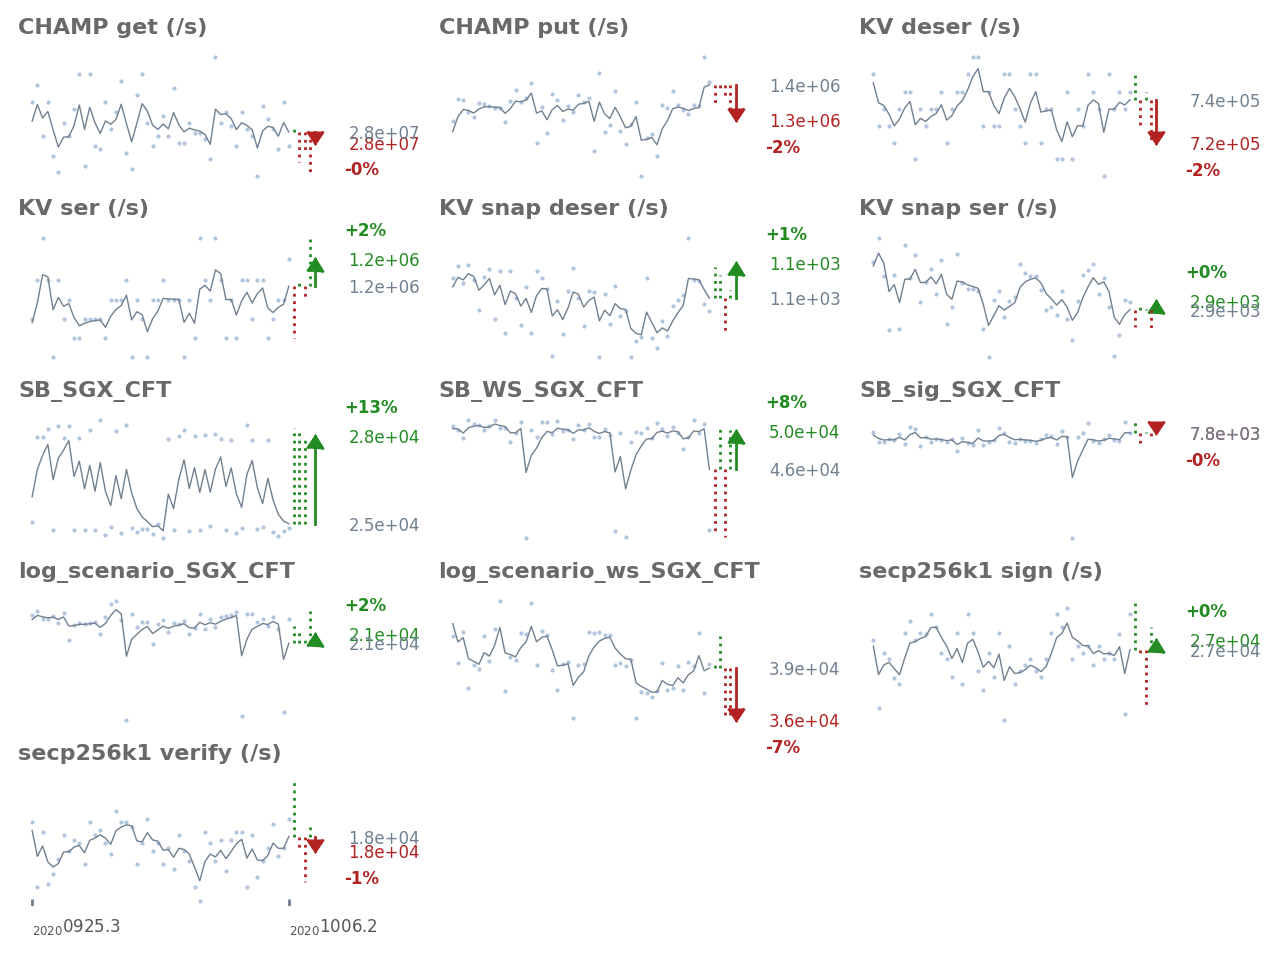 CHAMP get (/s)
2.8e+07
2.8e+07
-0%
CHAMP put (/s)
1.4e+06
1.3e+06
-2%
KV deser (/s)
7.4e+05
7.2e+05
-2%
KV ser (/s)
+2%
1.2e+06
1.2e+06
KV snap deser (/s)
+1%
1.1e+03
1.1e+03
KV snap ser (/s)
+0%
2.9e+03
2.9e+03
SB_SGX_CFT
+13%
2.8e+04
2.5e+04
SB_WS_SGX_CFT
+8%
5.0e+04
4.6e+04
SB_sig_SGX_CFT
7.8e+03
-0%
log_scenario_SGX_CFT
+2%
2.1e+04
2.1e+04
log_scenario_ws_SGX_CFT
3.9e+04
3.6e+04
-7%
secp256k1 sign (/s)
+0%
2.7e+04
2.7e+04
secp256k1 verify (/s)
1.8e+04
1.8e+04
-1%
20200925.3
20201006.2